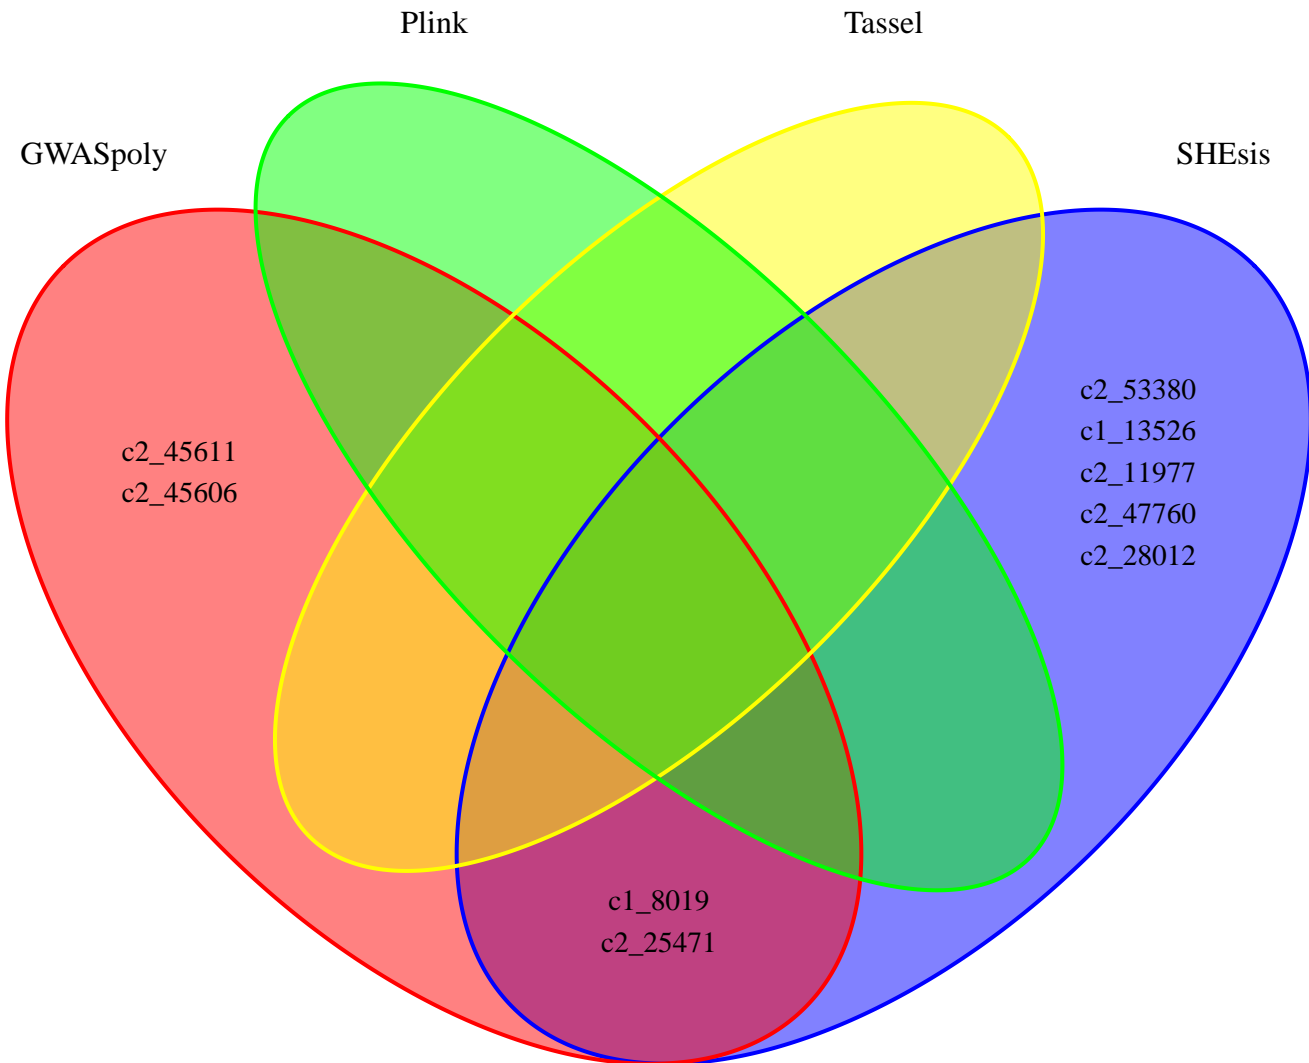 Plink
Tassel
GWASpoly
SHEsis
c2_45611
c2_45606
c2_53380
c1_13526
c2_11977
c2_47760
c2_28012
c1_8019
c2_25471